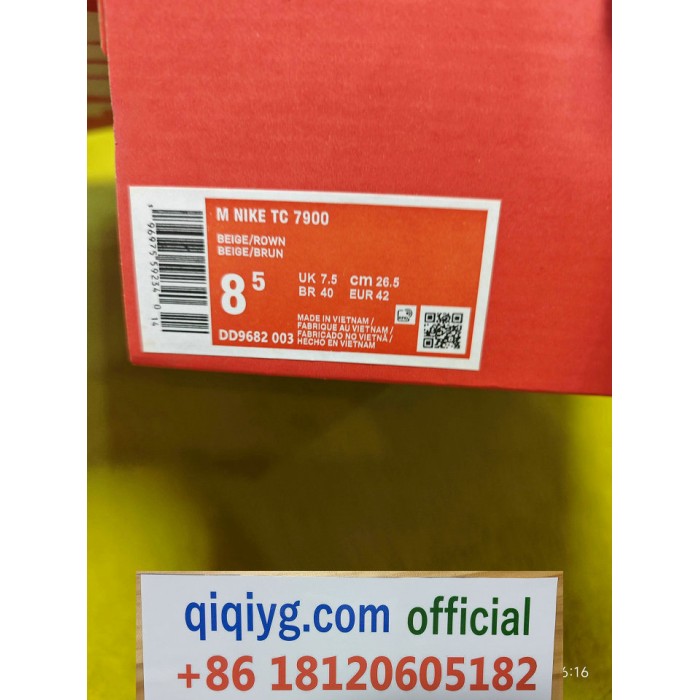 M NIKE TC 7900
BEIGE/ROWN
BEIGE/BRUN
8 5
UK 7.5 cm 26.5
BR 40 EUR 42
MADE IN VIETNAM /
FABRIQUE AU VIETNAM /
FABRICADO NO VIETNÃ /
HECHO EN VIETNAM
DD9682 003
qiqiyg.com official
+86 18120605182